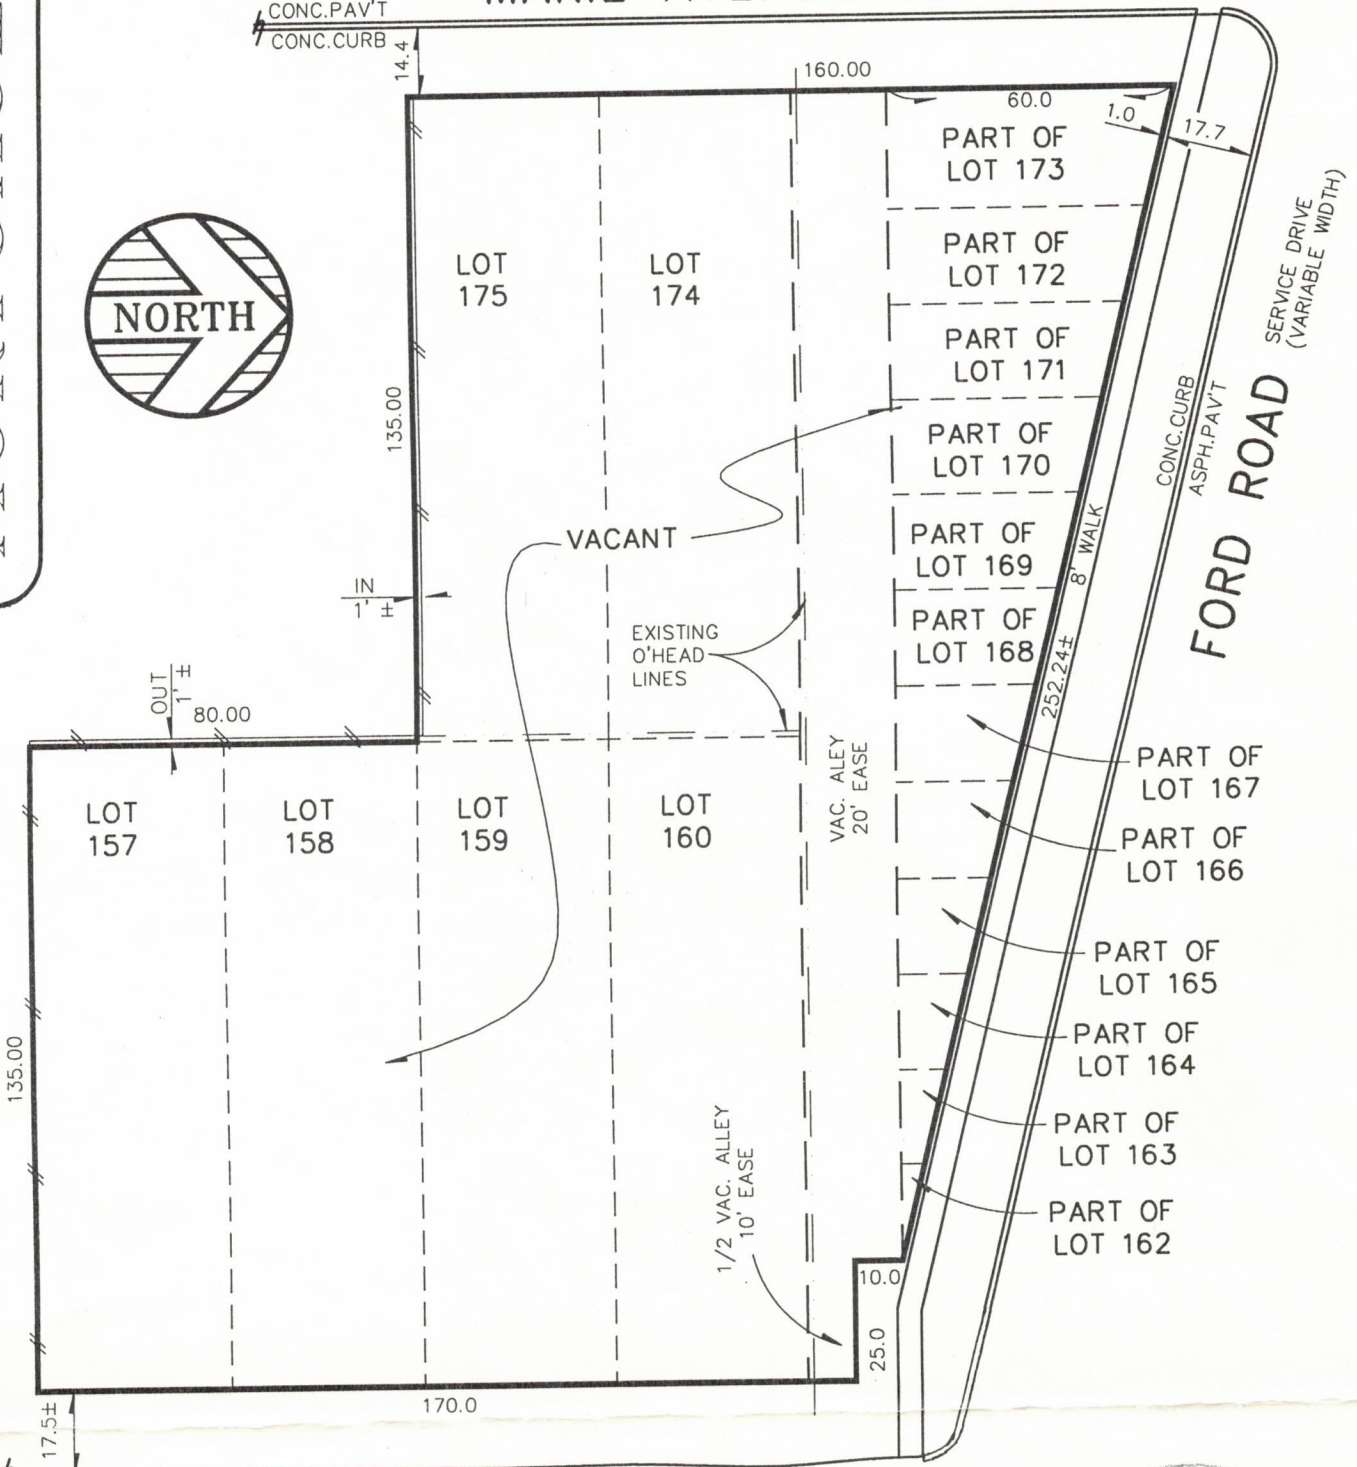 CONC.PAV'T
CONC.CURB
14.4
160.00
60.0
1.0
17.7
PART OF
LOT 173
SERVICE DRIVE
(VARIABLE WIDTH)
NORTH
LOT
175
LOT
174
PART OF
LOT 172
PART OF
LOT 171
135.00
CONC.CURB
ASPH.PAV'T
FORD ROAD
PART OF
LOT 170
VACANT
PART OF
LOT 169
8' WALK
IN
1' ±
EXISTING
O'HEAD
LINES
PART OF
LOT 168
252.24±
OUT
1' ±
80.00
VAC. ALEY
20' EASE
PART OF
LOT 167
LOT
157
LOT
158
LOT
159
LOT
160
PART OF
LOT 166
PART OF
LOT 165
135.00
PART OF
LOT 164
1/2 VAC. ALLEY
10' EASE
PART OF
LOT 163
PART OF
LOT 162
10.0
25.0
170.0
17.5±